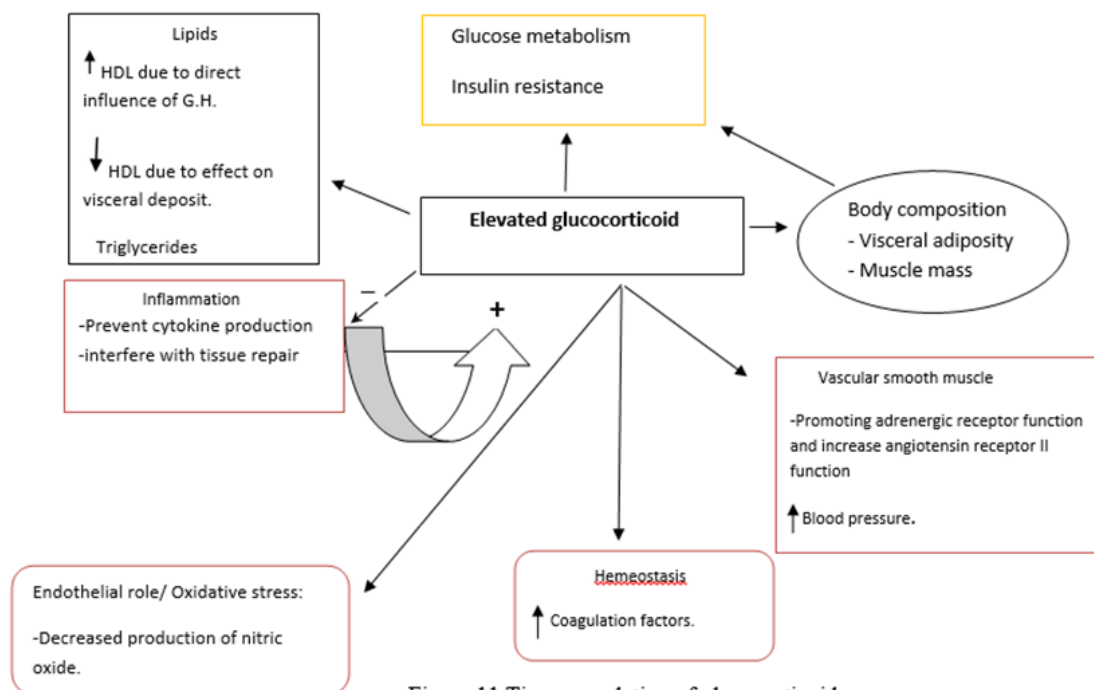 Lipids
HDL due to direct
influence of G.H.
HDL due to effect on
visceral deposit.
Triglycerides
Glucose metabolism
Insulin resistance
Elevated glucocorticoid
Body composition
- Visceral adiposity
- Muscle mass
Inflammation
-Prevent cytokine production
-interfere with tissue repair
–
+
Vascular smooth muscle
-Promoting adrenergic receptor function
and increase angiotensin receptor II
function
Blood pressure.
Endothelial role/ Oxidative stress:
-Decreased production of nitric
oxide.
Hemeostasis
Coagulation factors.